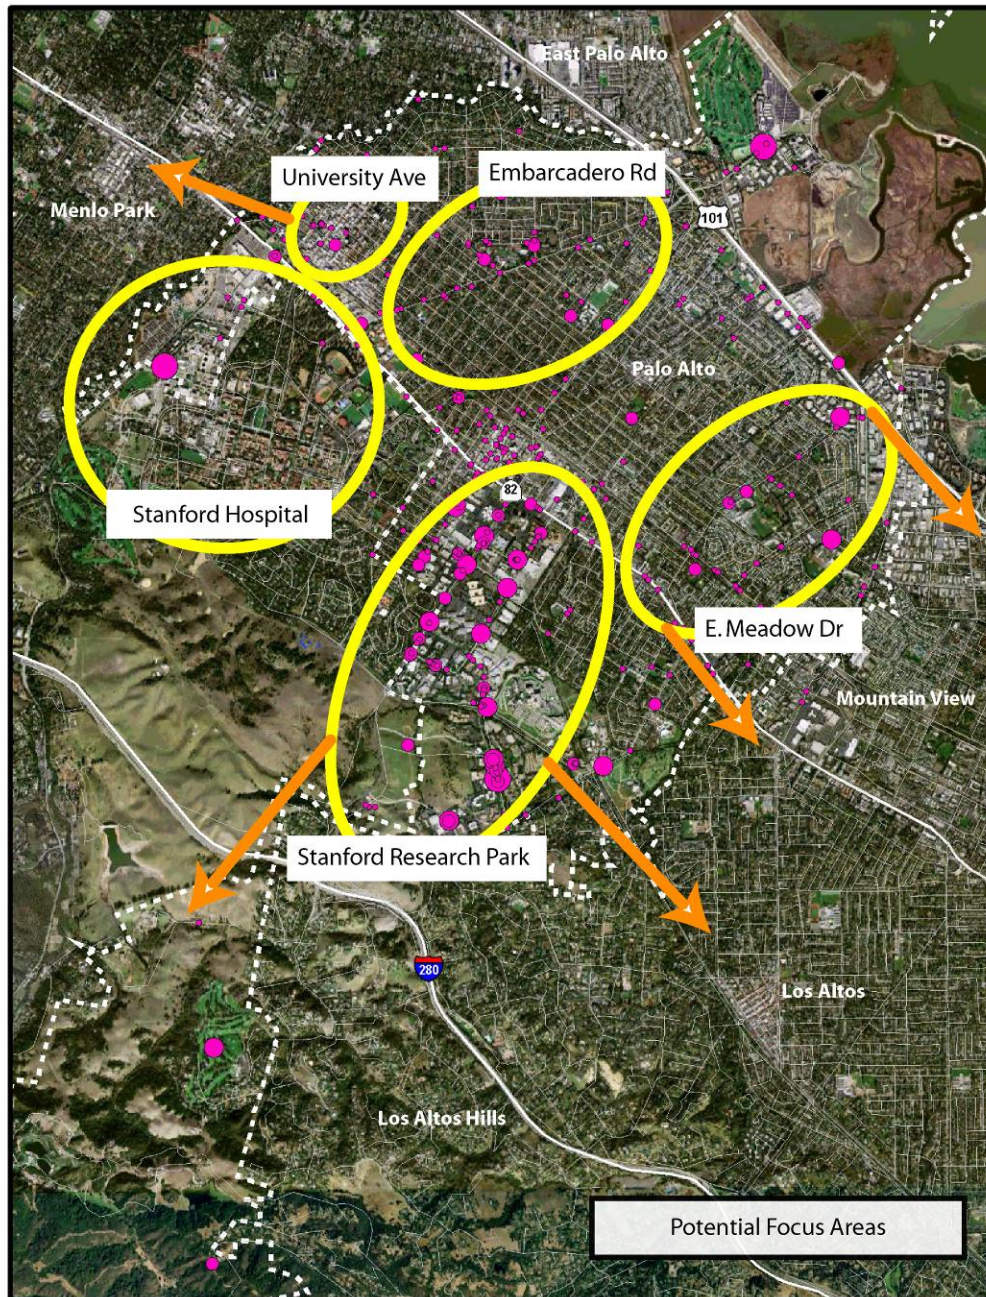 East Palo Alto
University Ave
Embarcadero Rd
Menlo Park
101
Palo Alto
82
Stanford Hospital
E. Meadow Dr
Mountain View
Stanford Research Park
280
Los Altos
Los Altos Hills
Potential Focus Areas